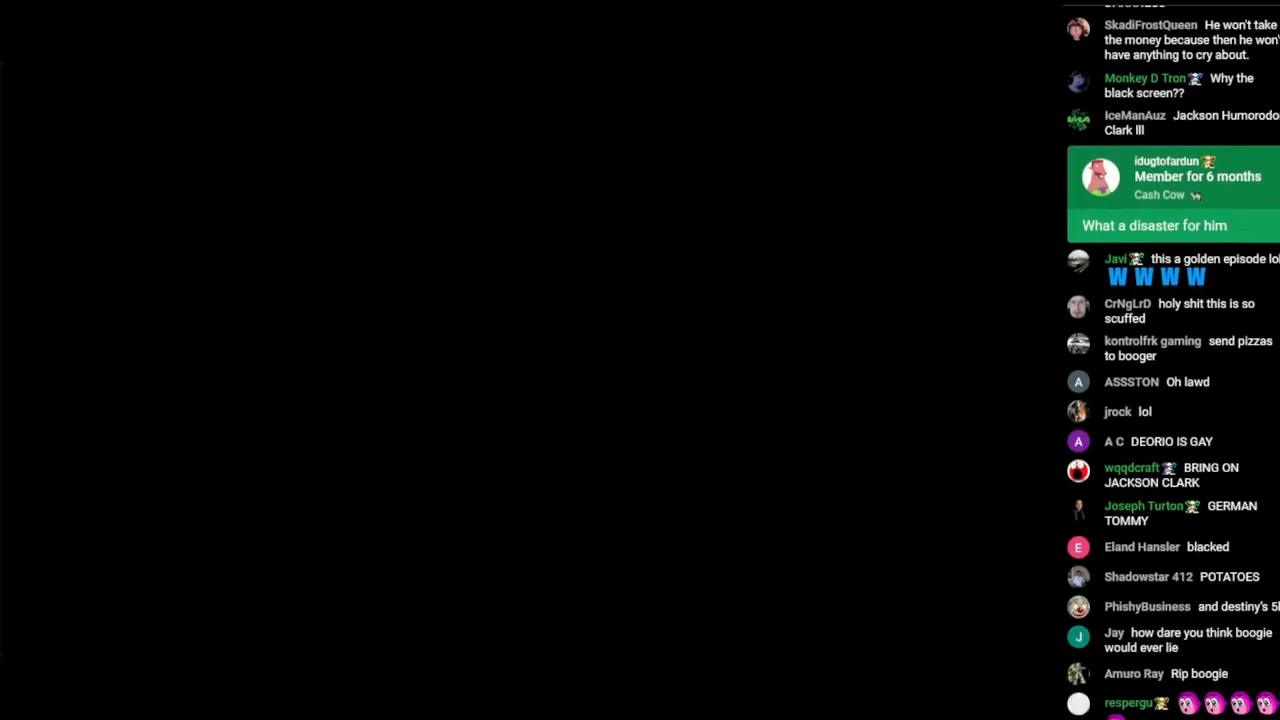 SkadiFrostQueen He won't take
the money because then he won'
have anything to cry about.
Monkey D Tron Why the
black screen??
IceManAuz Jackson Humorodo
Clark lll
idugtofardun
Member for 6 months
Cash Cow
What a disaster for him
Javi this a golden episode lol
W W W W
CrNgLrD holy shit this is so
scuffed
kontrolfrk gaming send pizzas
to booger
A ASSSTON Oh lawd
jrock lol
A A C DEORIO IS GAY
wqqdcraft BRING ON
JACKSON CLARK
Joseph Turton GERMAN
TOMMY
E Eland Hansler blacked
Shadowstar 412 POTATOES
PhishyBusiness and destiny's 5
J Jay how dare you think boogie
would ever lie
Amuro Ray Rip boogie
respergu